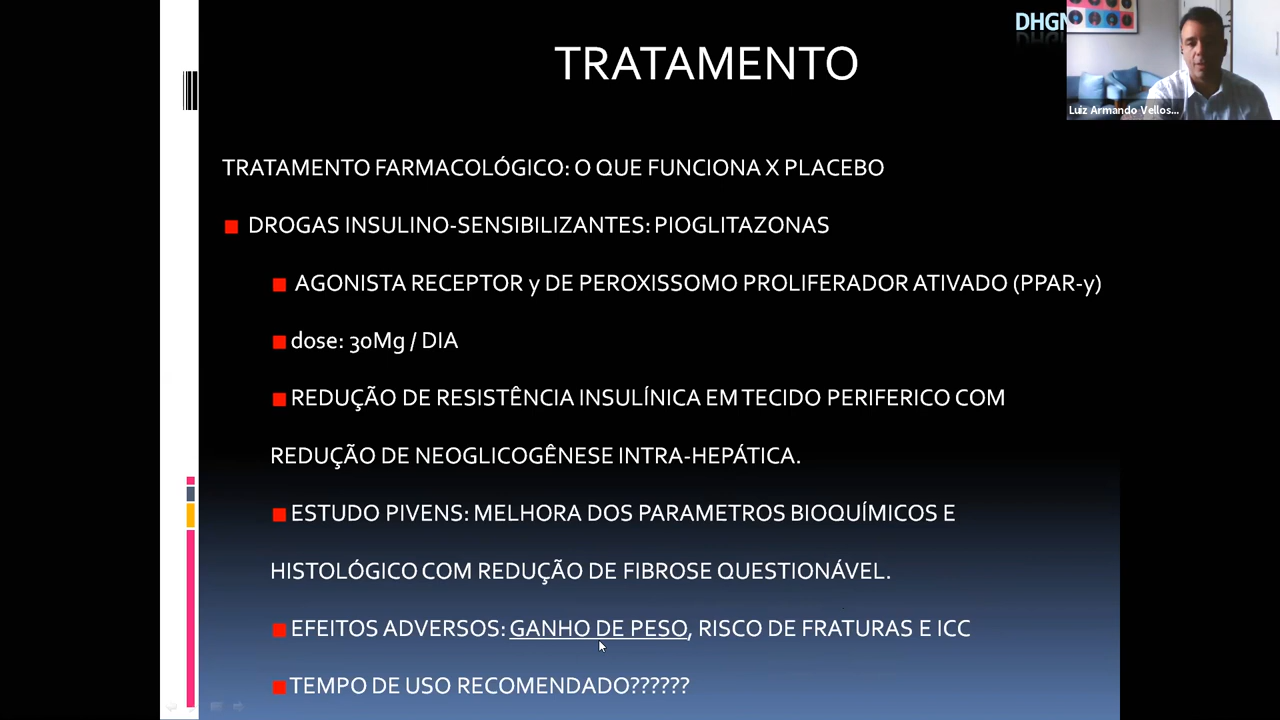 DHGN
TRATAMENTO
Luiz Armando Vellos...
TRATAMENTO FARMACOLÓGICO: O QUE FUNCIONA X PLACEBO
DROGAS INSULINO-SENSIBILIZANTES: PIOGLITAZONAS
AGONISTA RECEPTOR y DE PEROXISSOMO PROLIFERADOR ATIVADO (PPAR-y)
dose: 30Mg / DIA
REDUÇÃO DE RESISTÊNCIA INSULÍNICA EM TECIDO PERIFERICO COM
REDUÇÃO DE NEOGLICOGÊNESE INTRA-HEPÁTICA.
ESTUDO PIVENS: MELHORA DOS PARAMETROS BIOQUÍMICOS E
HISTOLÓGICO COM REDUÇÃO DE FIBROSE QUESTIONÁVEL.
EFEITOS ADVERSOS: GANHO DE PESO, RISCO DE FRATURAS E ICC
TEMPO DE USO RECOMENDADO??????